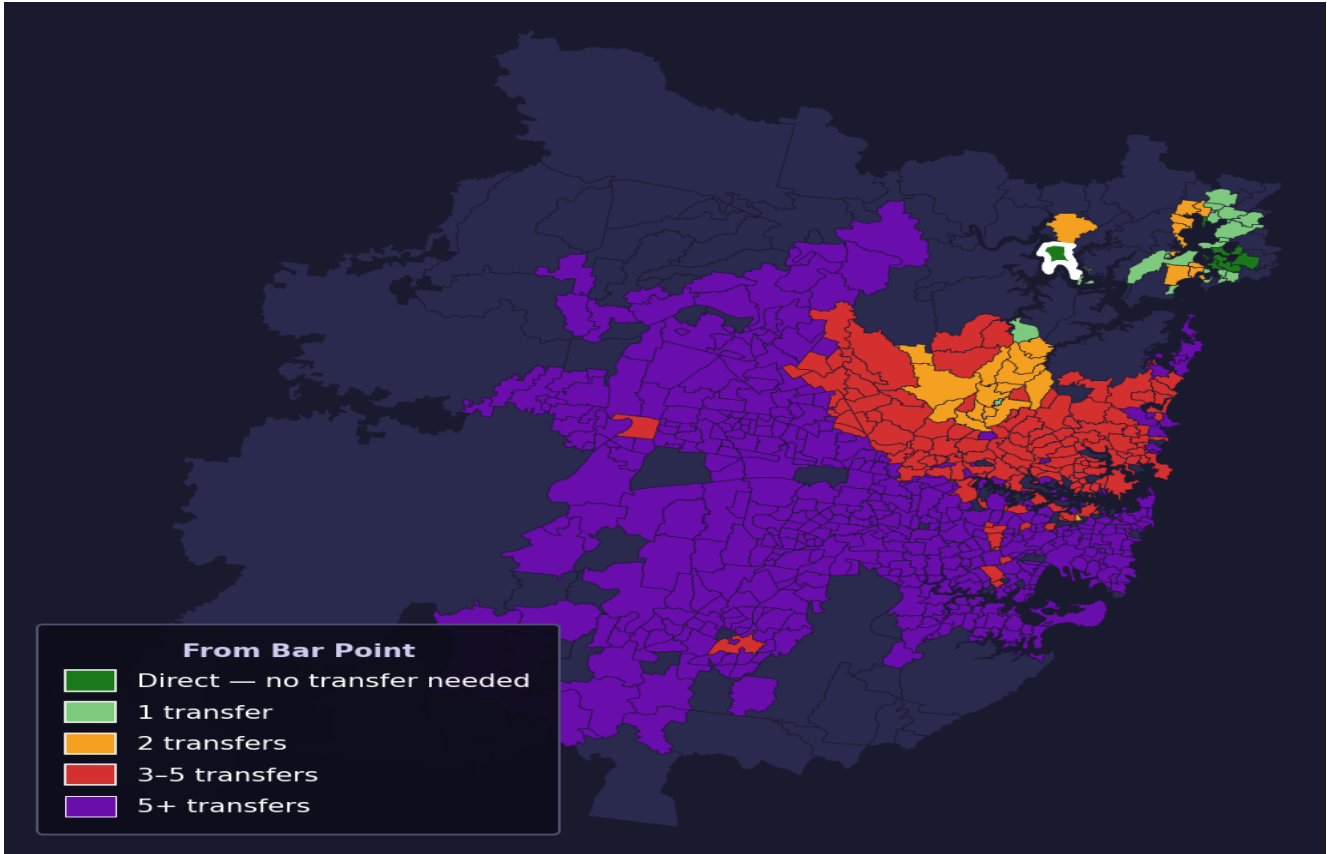 From Bar Point
Direct — no transfer needed
1 transfer
2 transfers
3–5 transfers
5+ transfers